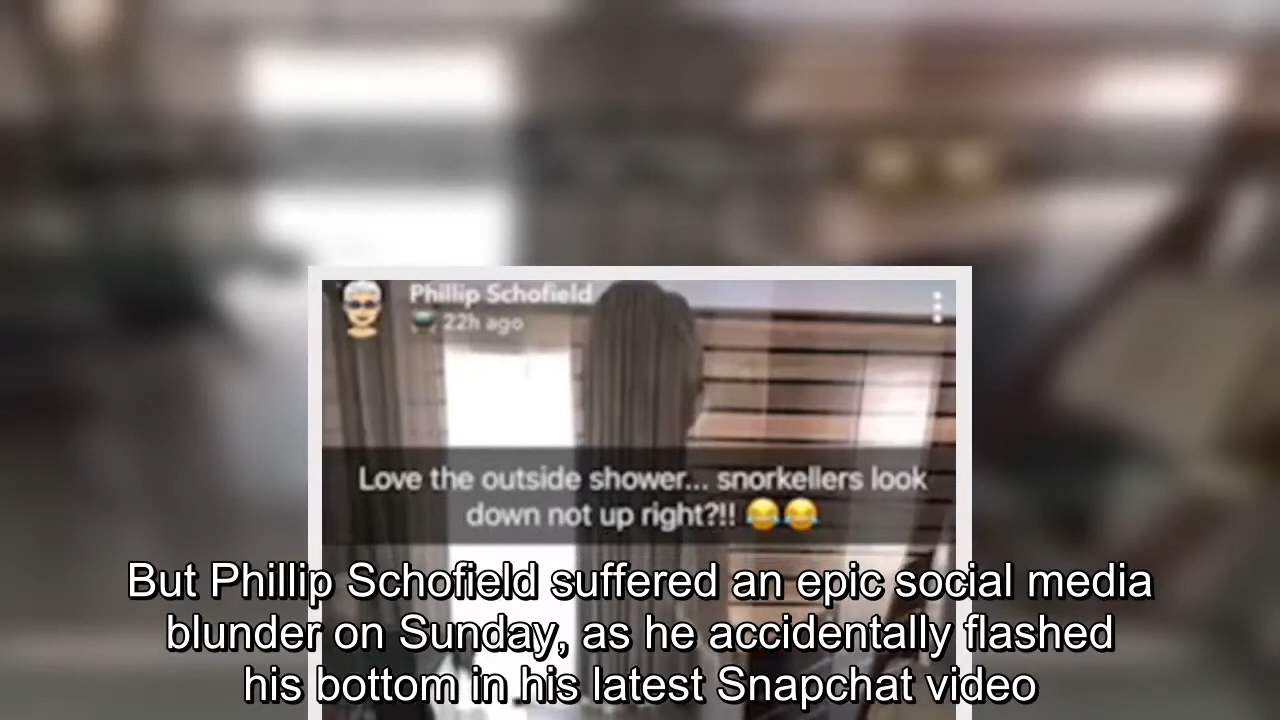 Phillip Schofield
22h ago
Love the outside shower... snorkellers look
down not up right?!! 😂😂
But Phillip Schofield suffered an epic social media
blunder on Sunday, as he accidentally flashed
his bottom in his latest Snapchat video